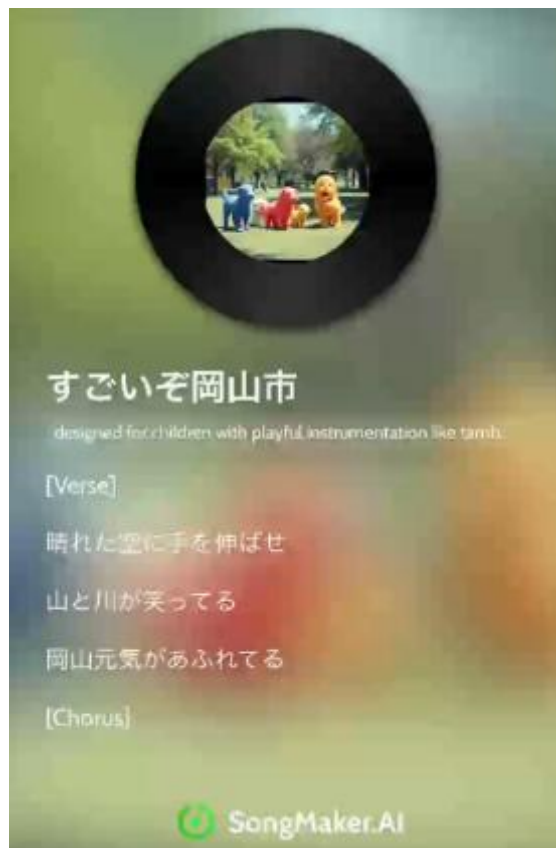 すごいぞ岡山市
designed for children with playful instrumentation like tamb.
[Verse]
晴れた空に手を伸ばせ
山と川が笑ってる
岡山元気があふれてる
[Chorus]
SongMaker.AI